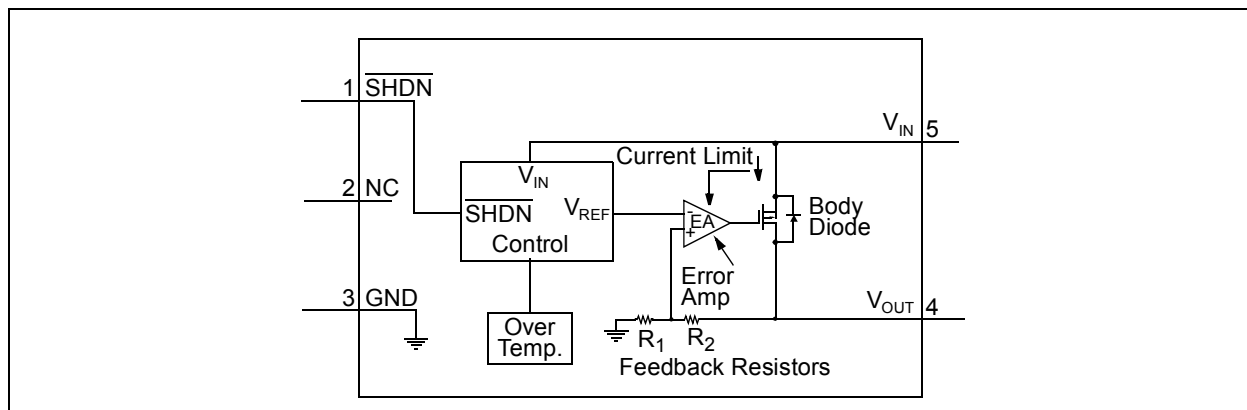 1 SHDN
2 NC
3 GND
V_IN 5
Current Limit
V_IN
SHDN
V_REF
Control
-
EA
+
Body
Diode
Error
Amp
V_OUT 4
Over
Temp.
R_1
R_2
Feedback Resistors